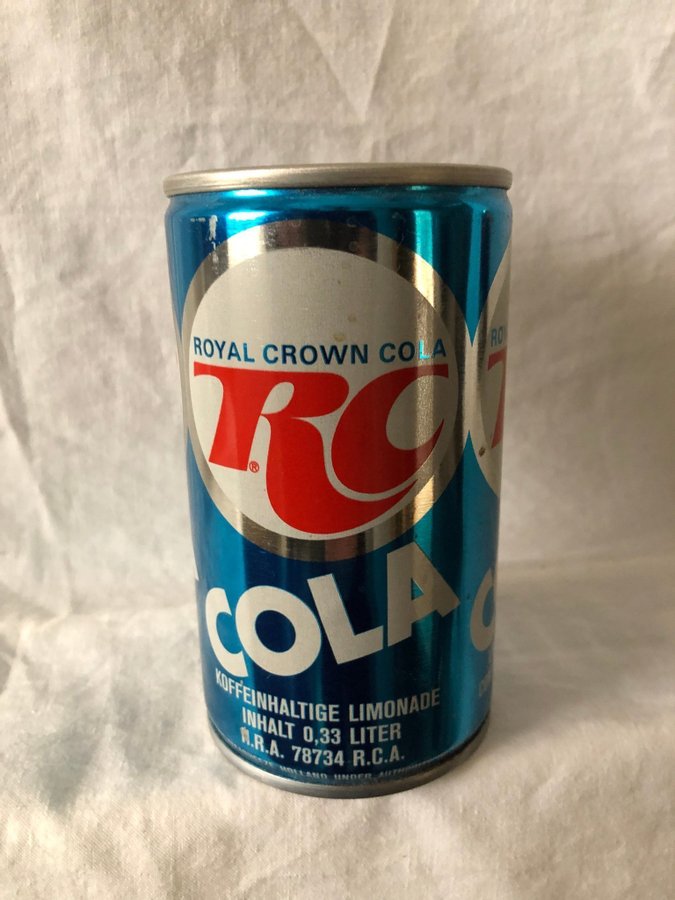 ROYAL CROWN COLA
RC®
COLA
KOFFEINHALTIGE LIMONADE
INHALT 0,33 LITER
N.R.A. 78734 R.C.A.
HOLLAND UNDER